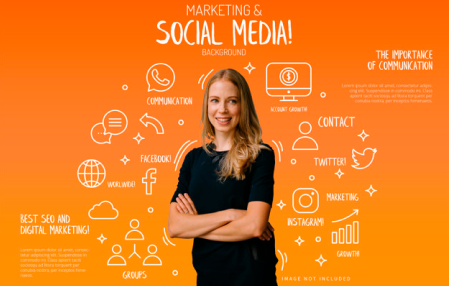 MARKETING &
SOCIAL MEDIA!
BACKGROUND
THE IMPORTANCE
OF COMMUNICATION
COMMUNICATION
ACCOUNT GROWTH!
CONTACT
FACEBOOK!
TWITTER!
WORLWIDE!
MARKETING
INSTAGRAM!
BEST SEO AND
DIGITAL MARKETING!
GROWTH
GROUPS
IMAGE NOT INCLUDED